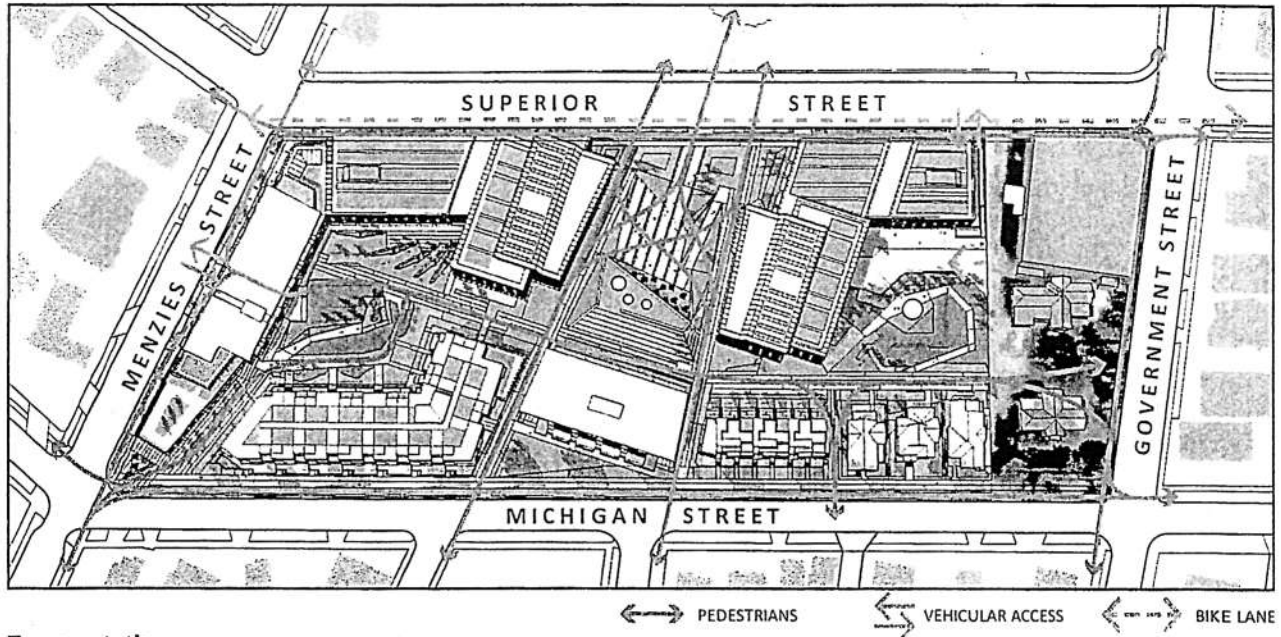 SUPERIOR STREET
MENZIES STREET
GOVERNMENT STREET
MICHIGAN STREET
PEDESTRIANS
VEHICULAR ACCESS
BIKE LANE